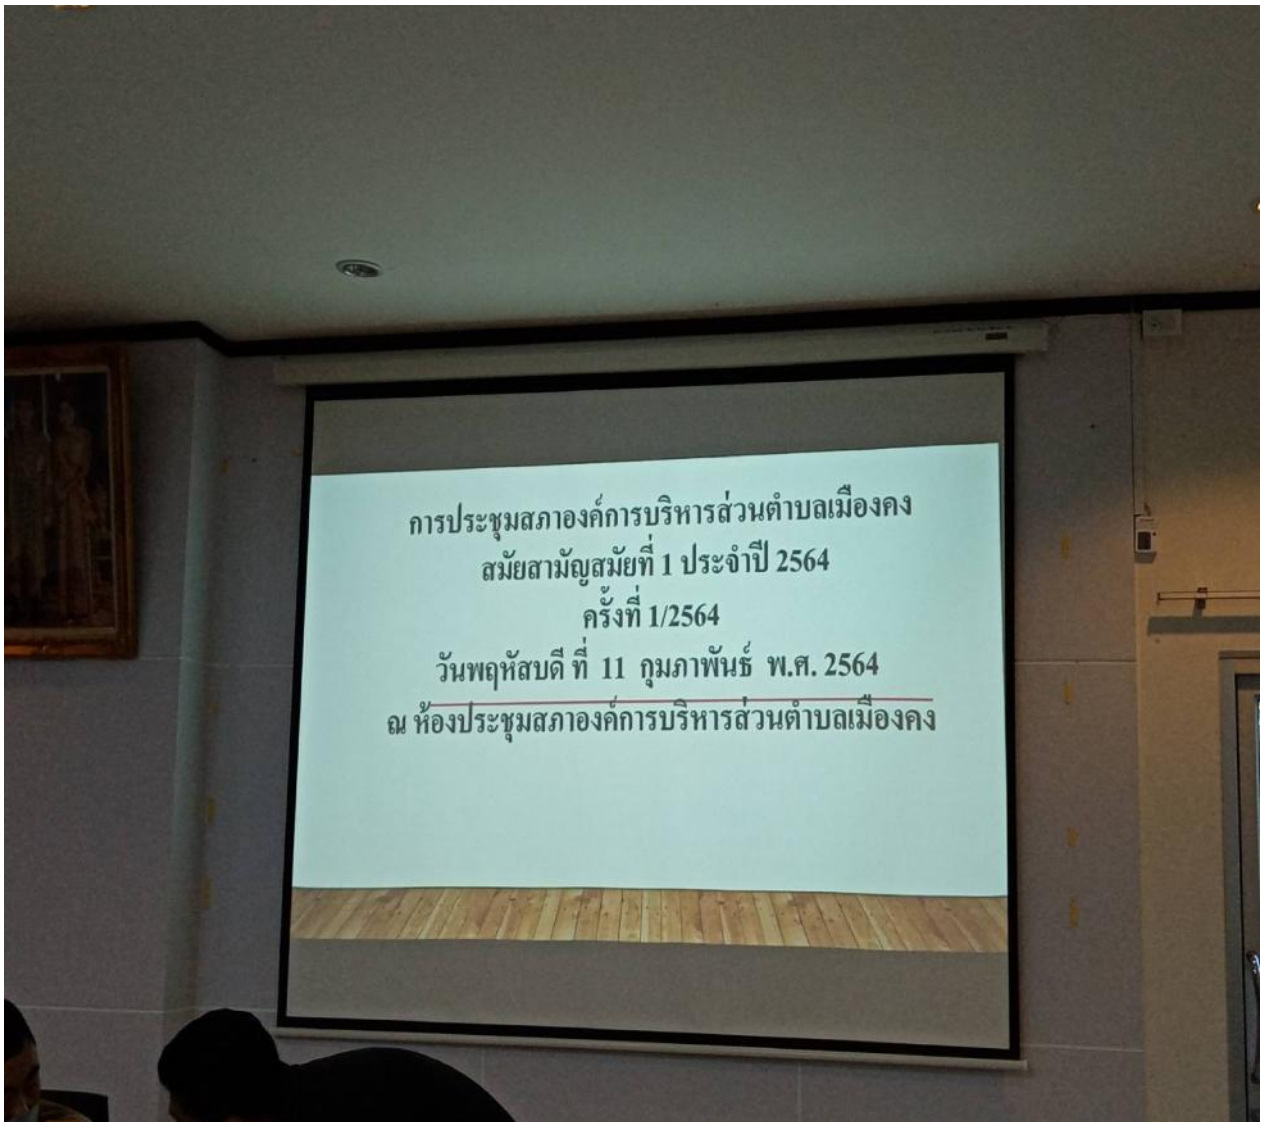 การประชุมสภาองค์การบริหารส่วนตำบลเมืองคง
สมัยสามัญสมัยที่ 1 ประจำปี 2564
ครั้งที่ 1/2564
วันพฤหัสบดี ที่ 11 กุมภาพันธ์ พ.ศ. 2564
ณ ห้องประชุมสภาองค์การบริหารส่วนตำบลเมืองคง